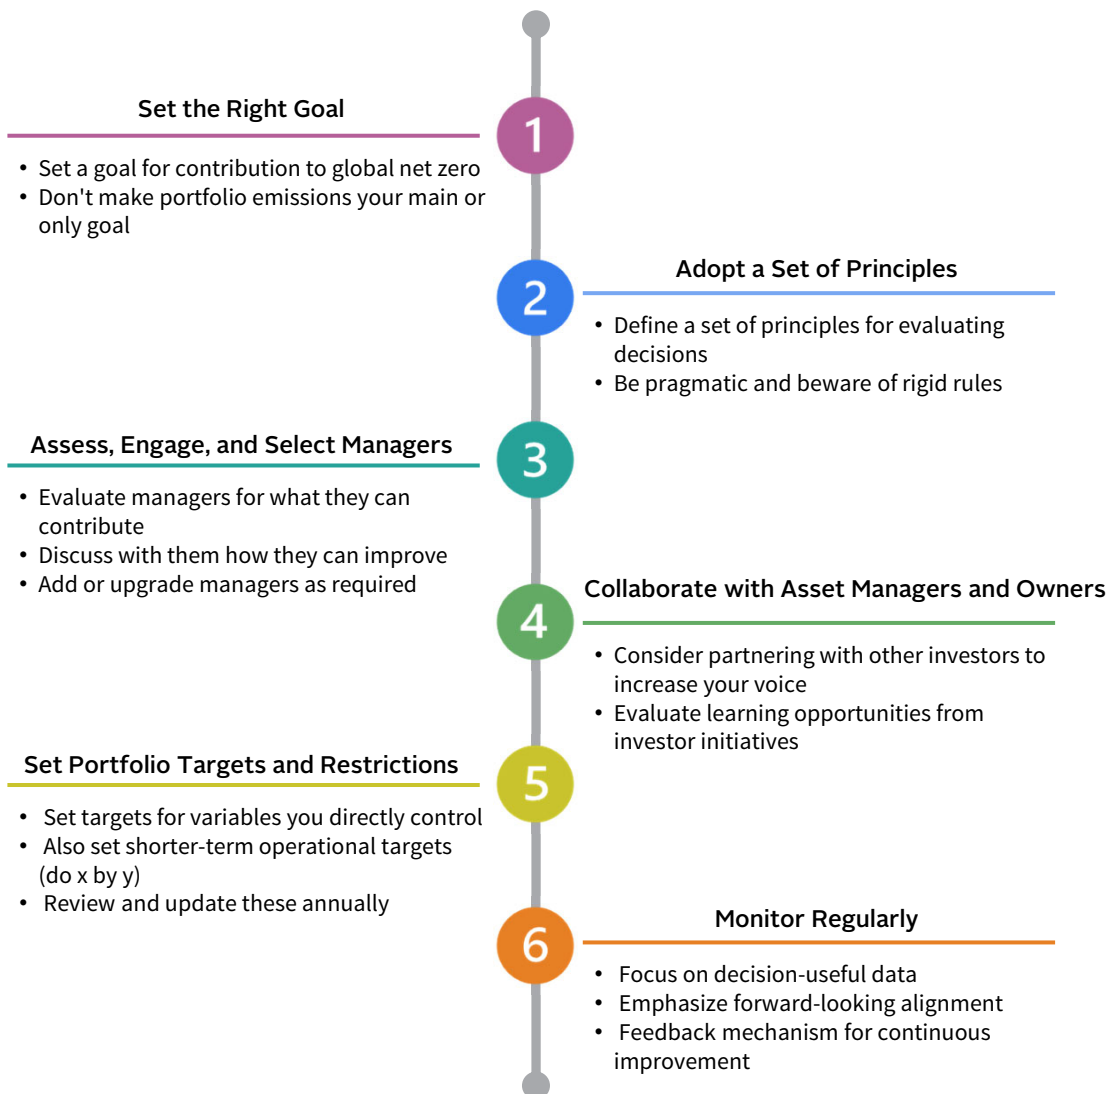 Set the Right Goal
1
• Set a goal for contribution to global net zero
• Don't make portfolio emissions your main or
only goal
Adopt a Set of Principles
2
• Define a set of principles for evaluating
decisions
• Be pragmatic and beware of rigid rules
Assess, Engage, and Select Managers
3
• Evaluate managers for what they can
contribute
• Discuss with them how they can improve
• Add or upgrade managers as required
Collaborate with Asset Managers and Owners
4
• Consider partnering with other investors to
increase your voice
• Evaluate learning opportunities from
investor initiatives
Set Portfolio Targets and Restrictions
5
• Set targets for variables you directly control
• Also set shorter-term operational targets
(do x by y)
• Review and update these annually
Monitor Regularly
6
• Focus on decision-useful data
• Emphasize forward-looking alignment
• Feedback mechanism for continuous
improvement